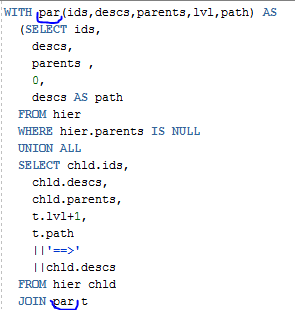 WITH par(ids,descs,parents,lvl,path) AS
(SELECT ids,
descs,
parents ,
0,
descs AS path
FROM hier
WHERE hier.parents IS NULL
UNION ALL
SELECT chld.ids,
chld.descs,
chld.parents,
t.lvl+1,
t.path
||'==>'
||chld.descs
FROM hier chld
JOIN par t